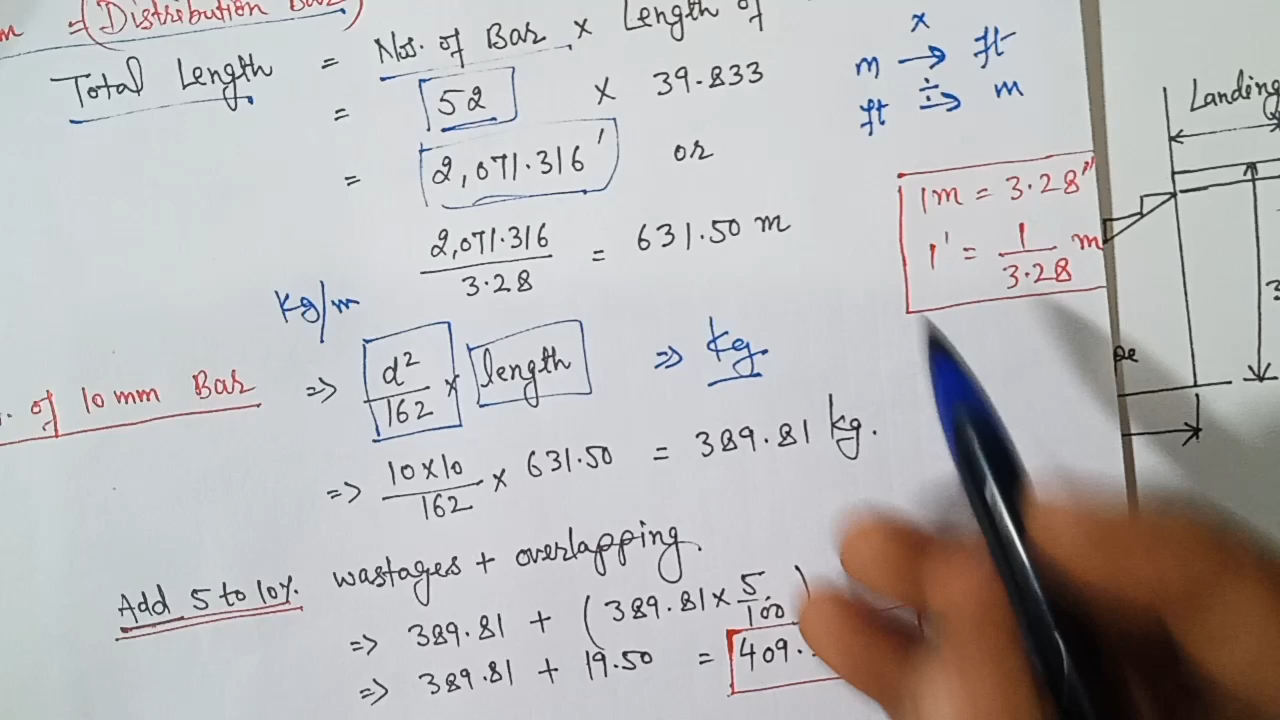 m = (Distribution Bar)
Total Length = Nos. of Bar × Length of
= 52 × 39.833
= 2,071.316' or
2,071.316 / 3.28 = 631.50 m
m × → ft
ft ÷ → m
1m = 3.28"
1' = 1 / 3.28 m
Landing
Kg/m
. of 10mm Bar => d² / 162 × length => kg.
=> 10×10 / 162 × 631.50 = 389.81 kg.
Add 5 to 10% wastages + overlapping.
=> 389.81 + (389.81 × 5 / 100)
=> 389.81 + 19.50 = 409.